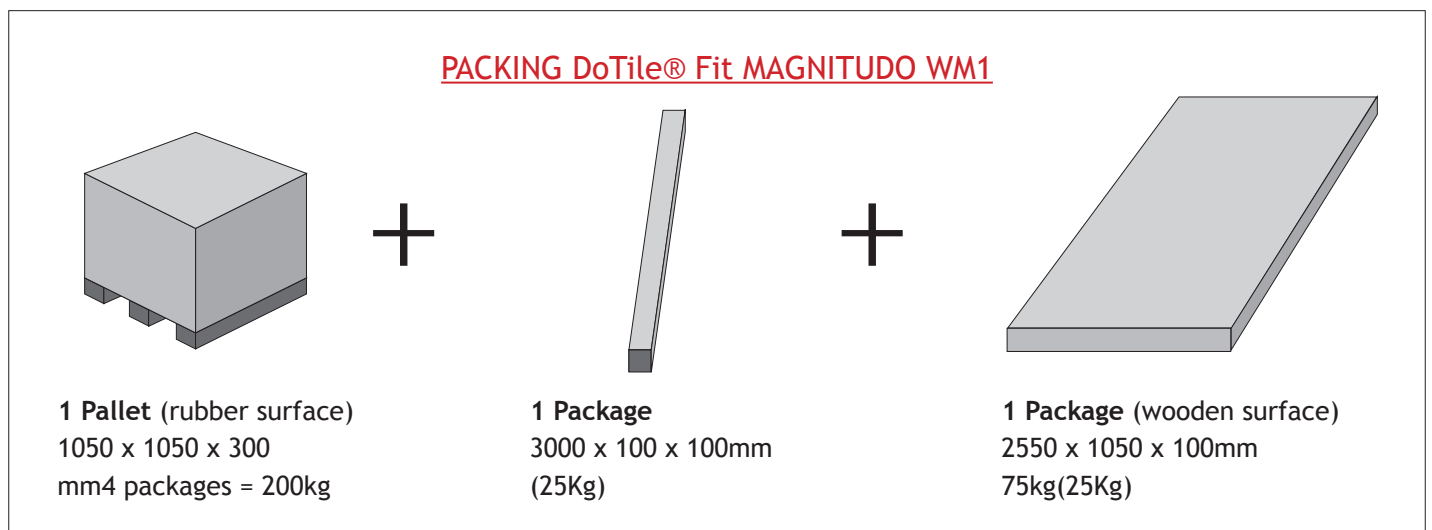 PACKING DoTile® Fit MAGNITUDO WM1
1 Pallet (rubber surface)
1050 x 1050 x 300
mm4 packages = 200kg
1 Package
3000 x 100 x 100mm
(25Kg)
1 Package (wooden surface)
2550 x 1050 x 100mm
75kg(25Kg)